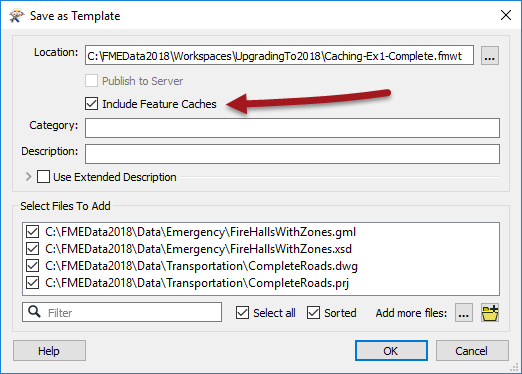 Save as Template
Location: C:\FMEData2018\Workspaces\UpgradingTo2018\Caching-Ex1-Complete.fmwt ...
Publish to Server
Include Feature Caches
Category:
Description:
Use Extended Description
Select Files To Add
C:\FMEData2018\Data\Emergency\FireHallsWithZones.gml
C:\FMEData2018\Data\Emergency\FireHallsWithZones.xsd
C:\FMEData2018\Data\Transportation\CompleteRoads.dwg
C:\FMEData2018\Data\Transportation\CompleteRoads.prj
Filter Select all Sorted Add more files: ...
Help OK Cancel